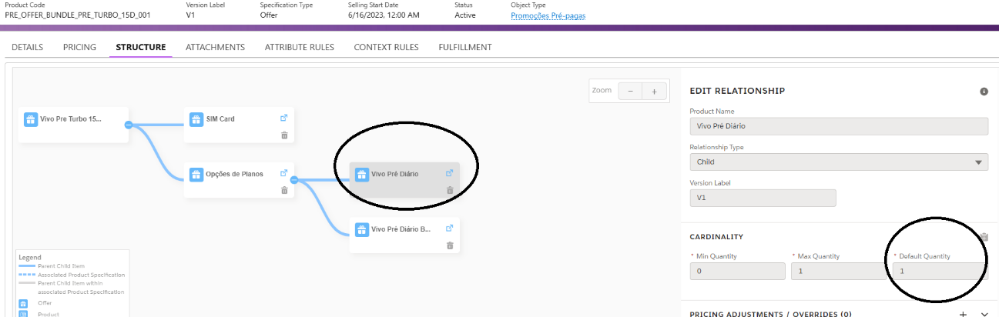 Product Code
PRE_OFFER_BUNDLE_PRE_TURBO_15D_001
Version Label
V1
Specification Type
Offer
Selling Start Date
6/16/2023, 12:00 AM
Status
Active
Object Type
Promoções Pré-pagas
DETAILS PRICING STRUCTURE ATTACHMENTS ATTRIBUTE RULES CONTEXT RULES FULFILLMENT
Zoom − +
Vivo Pre Turbo 15...
SIM Card
Opções de Planos
Vivo Pré Diário
Vivo Pré Diário B...
Legend
Parent Child Item
Associated Product Specification
Parent Child Item within
associated Product Specification
Offer
Product
EDIT RELATIONSHIP
Product Name
Vivo Pré Diário
Relationship Type
Child
Version Label
V1
CARDINALITY
* Min Quantity
0
* Max Quantity
1
* Default Quantity
1
PRICING ADJUSTMENTS / OVERRIDES (0)